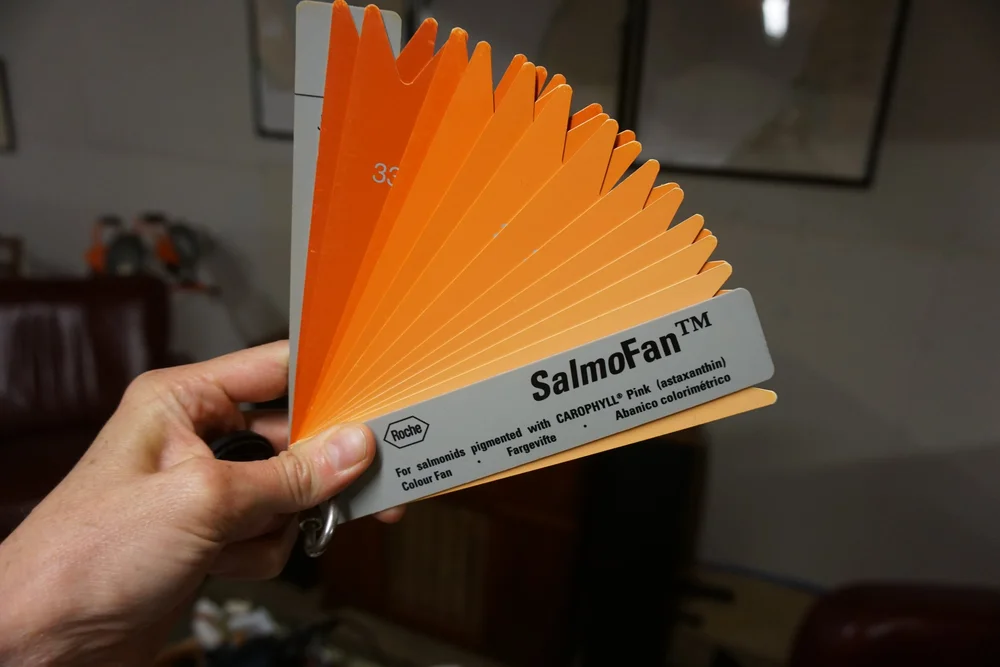 33
SalmoFan™
Roche
For salmonids pigmented with CAROPHYLL® Pink (astaxanthin)
Colour Fan · Fargevifte · Abanico colorimétrico